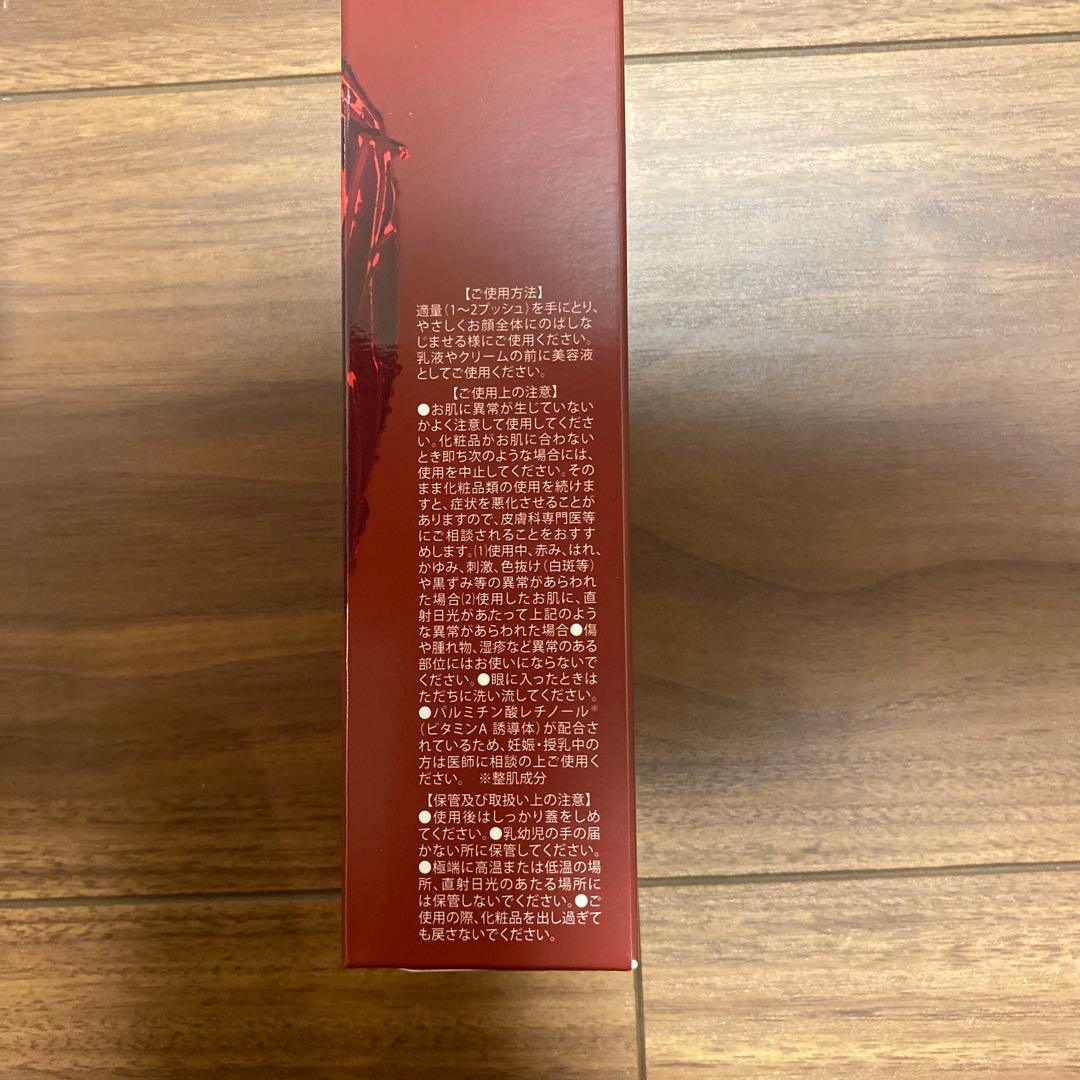 【ご使用方法】
適量(1〜2プッシュ)を手にとり、
やさしくお顔全体にのばしな
じませる様にご使用ください。
乳液やクリームの前に美容液
としてご使用ください。
【ご使用上の注意】
●お肌に異常が生じていない
かよく注意して使用してくださ
い。化粧品がお肌に合わない
とき即ち次のような場合には、
使用を中止してください。その
まま化粧品類の使用を続けま
すと、症状を悪化させることが
ありますので、皮膚科専門医等
にご相談されることをおすす
めします。(1)使用中、赤み、はれ、
かゆみ、刺激、色抜け(白斑等)
や黒ずみ等の異常があらわれ
た場合(2)使用したお肌に、直
射日光があたって上記のよう
な異常があらわれた場合●傷
や腫れ物、湿疹など異常のある
部位にはお使いにならないで
ください。●眼に入ったときは
ただちに洗い流してください。
●パルミチン酸レチノール※
(ビタミンA 誘導体)が配合さ
れているため、妊娠・授乳中の
方は医師に相談の上ご使用く
ださい。 ※整肌成分
【保管及び取扱い上の注意】
●使用後はしっかり蓋をしめ
てください。●乳幼児の手の届
かない所に保管してください。
●極端に高温または低温の場
所、直射日光のあたる場所に
は保管しないでください。●ご
使用の際、化粧品を出し過ぎて
も戻さないでください。